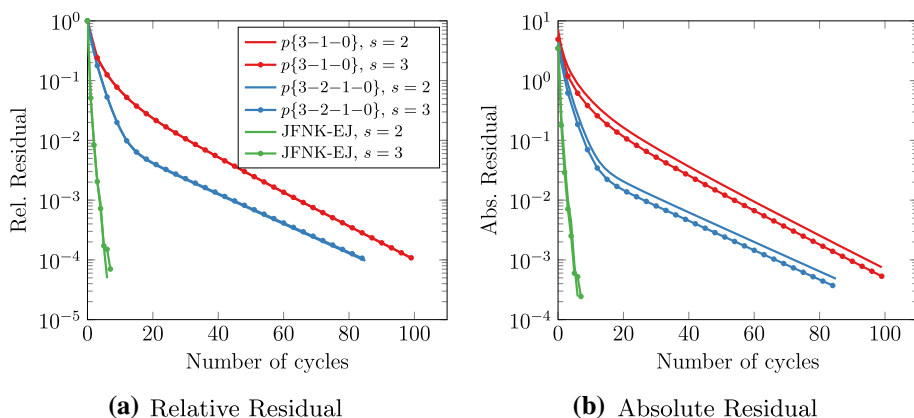 10^0
10^−1
10^−2
10^−3
10^−4
10^−5
Rel. Residual
0 20 40 60 80 100
Number of cycles
p{3−1−0}, s = 2
p{3−1−0}, s = 3
p{3−2−1−0}, s = 2
p{3−2−1−0}, s = 3
JFNK-EJ, s = 2
JFNK-EJ, s = 3
(a) Relative Residual
10^1
10^0
10^−1
10^−2
10^−3
10^−4
Abs. Residual
0 20 40 60 80 100
Number of cycles
(b) Absolute Residual